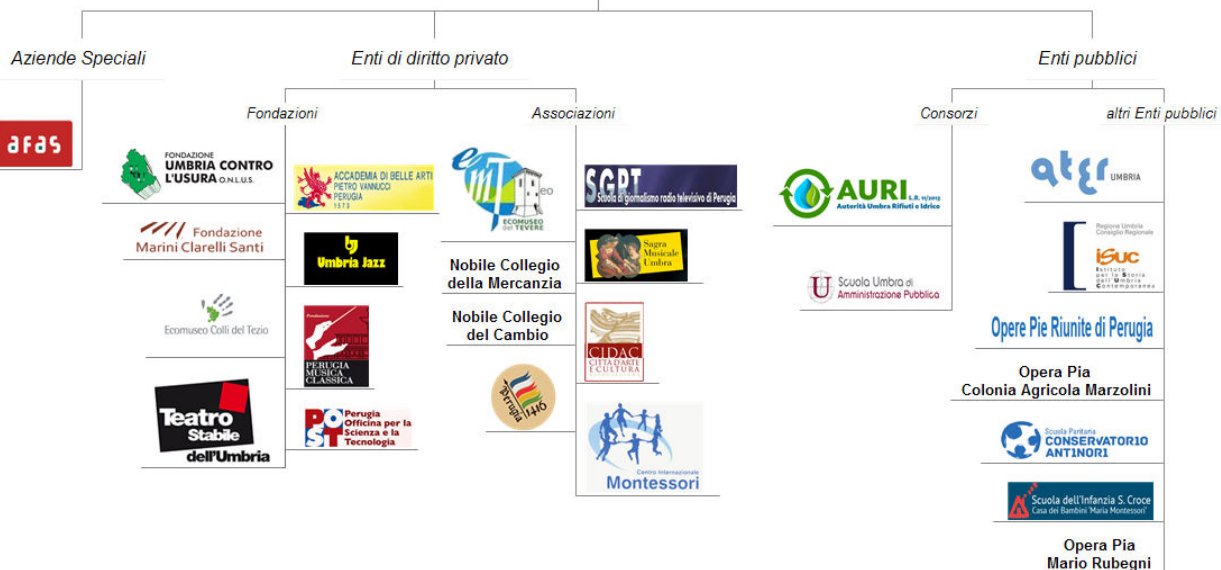 Aziende Speciali
Enti di diritto privato
Enti pubblici
Fondazioni
Associazioni
Consorzi
altri Enti pubblici
afas
FONDAZIONE
UMBRIA CONTRO
L'USURA O.N.L.U.S.
ACCADEMIA DI BELLE ARTI
PIETRO VANNUCCI
PERUGIA
1573
Fondazione
Marini Clarelli Santi
Umbria Jazz
Ecomuseo Colli del Tezio
Fondazione
PERUGIA
MUSICA
CLASSICA
Teatro
Stabile
dell'Umbria
POST
Perugia
Officina per la
Scienza e la
Tecnologia
ECOMUSEO
del TEVERE
SGRT
Scuola di giornalismo radio televisivo di Perugia
Nobile Collegio
della Mercanzia
Sagra
Musicale
Umbra
Nobile Collegio
del Cambio
CIDAC
CITTÀ D'ARTE
E CULTURA
Perugia 1416
Centro Internazionale
Montessori
AURI L.R. 11/2013
Autorità Umbra Rifiuti e Idrico
U Scuola Umbra di
Amministrazione Pubblica
ater UMBRIA
Regione Umbria
Consiglio Regionale
isuc
Istituto
per la Storia
dell'Umbria
Contemporanea
Opere Pie Riunite di Perugia
Opera Pia
Colonia Agricola Marzolini
Scuola Paritaria
CONSERVATORIO
ANTINORI
Scuola dell'Infanzia S. Croce
Casa dei Bambini 'Maria Montessori'
Opera Pia
Mario Rubegni